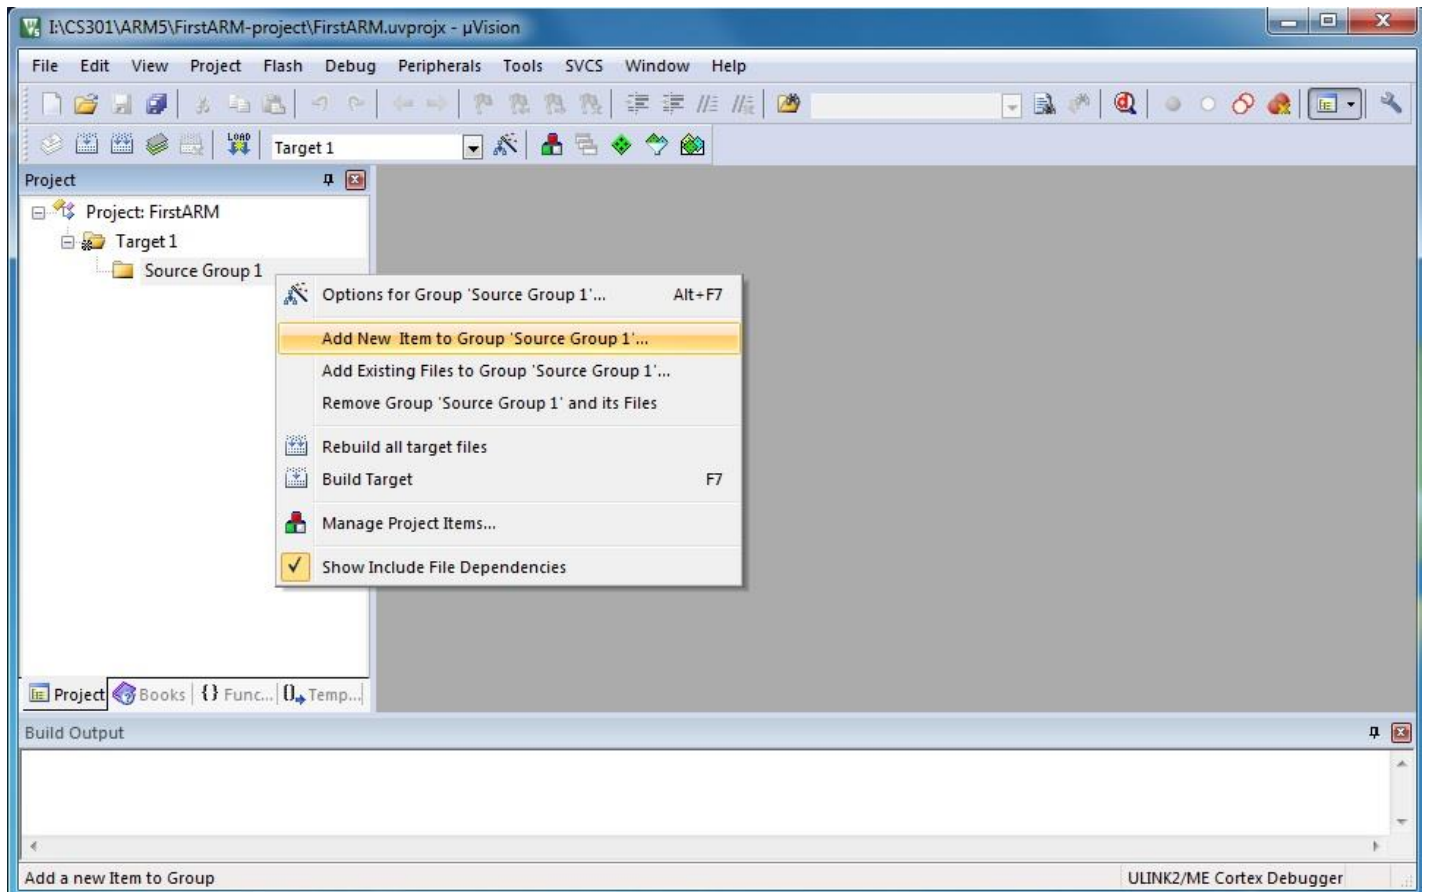 I:\CS301\ARM5\FirstARM-project\FirstARM.uvprojx - µVision
File Edit View Project Flash Debug Peripherals Tools SVCS Window Help
LOAD Target 1
Project
Project: FirstARM
Target 1
Source Group 1
Options for Group 'Source Group 1'... Alt+F7
Add New Item to Group 'Source Group 1'...
Add Existing Files to Group 'Source Group 1'...
Remove Group 'Source Group 1' and its Files
Rebuild all target files
Build Target F7
Manage Project Items...
Show Include File Dependencies
Project Books {} Func... Temp...
Build Output
Add a new Item to Group ULINK2/ME Cortex Debugger